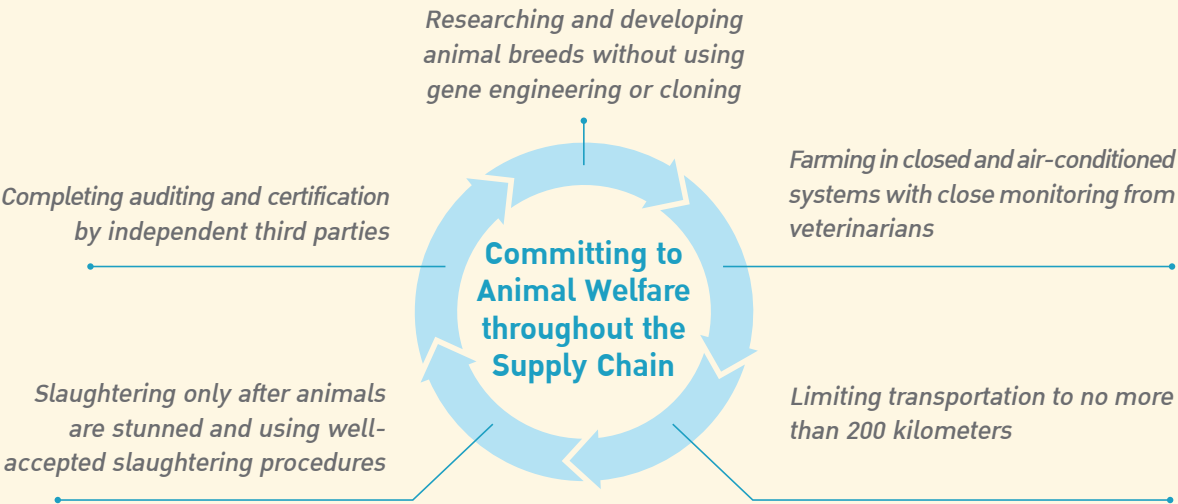 Researching and developing
animal breeds without using
gene engineering or cloning
Farming in closed and air-conditioned
systems with close monitoring from
veterinarians
Completing auditing and certification
by independent third parties
Committing to
Animal Welfare
throughout the
Supply Chain
Slaughtering only after animals
are stunned and using well-
accepted slaughtering procedures
Limiting transportation to no more
than 200 kilometers